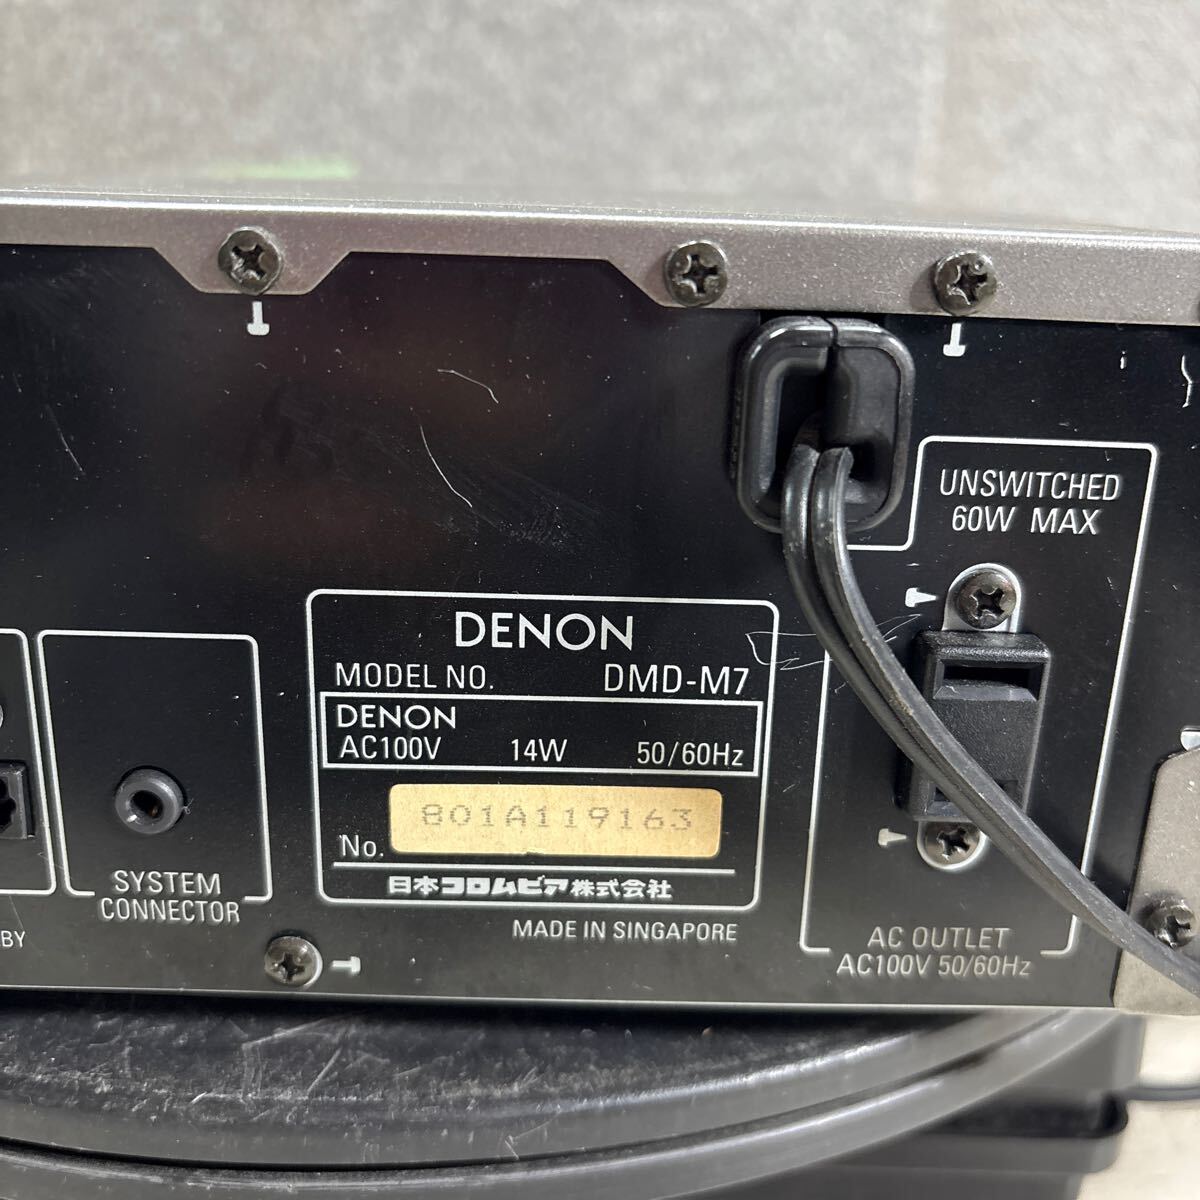 UNSWITCHED
60W MAX
DENON
MODEL NO. DMD-M7
DENON
AC100V 14W 50/60Hz
No. 801A119163
日本コロムビア株式会社
MADE IN SINGAPORE
SYSTEM
CONNECTOR
BY
AC OUTLET
AC100V 50/60Hz